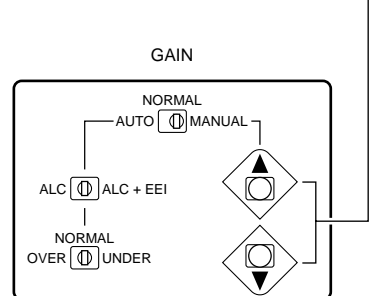 GAIN
NORMAL
AUTO MANUAL
ALC ALC + EEI
NORMAL
OVER UNDER